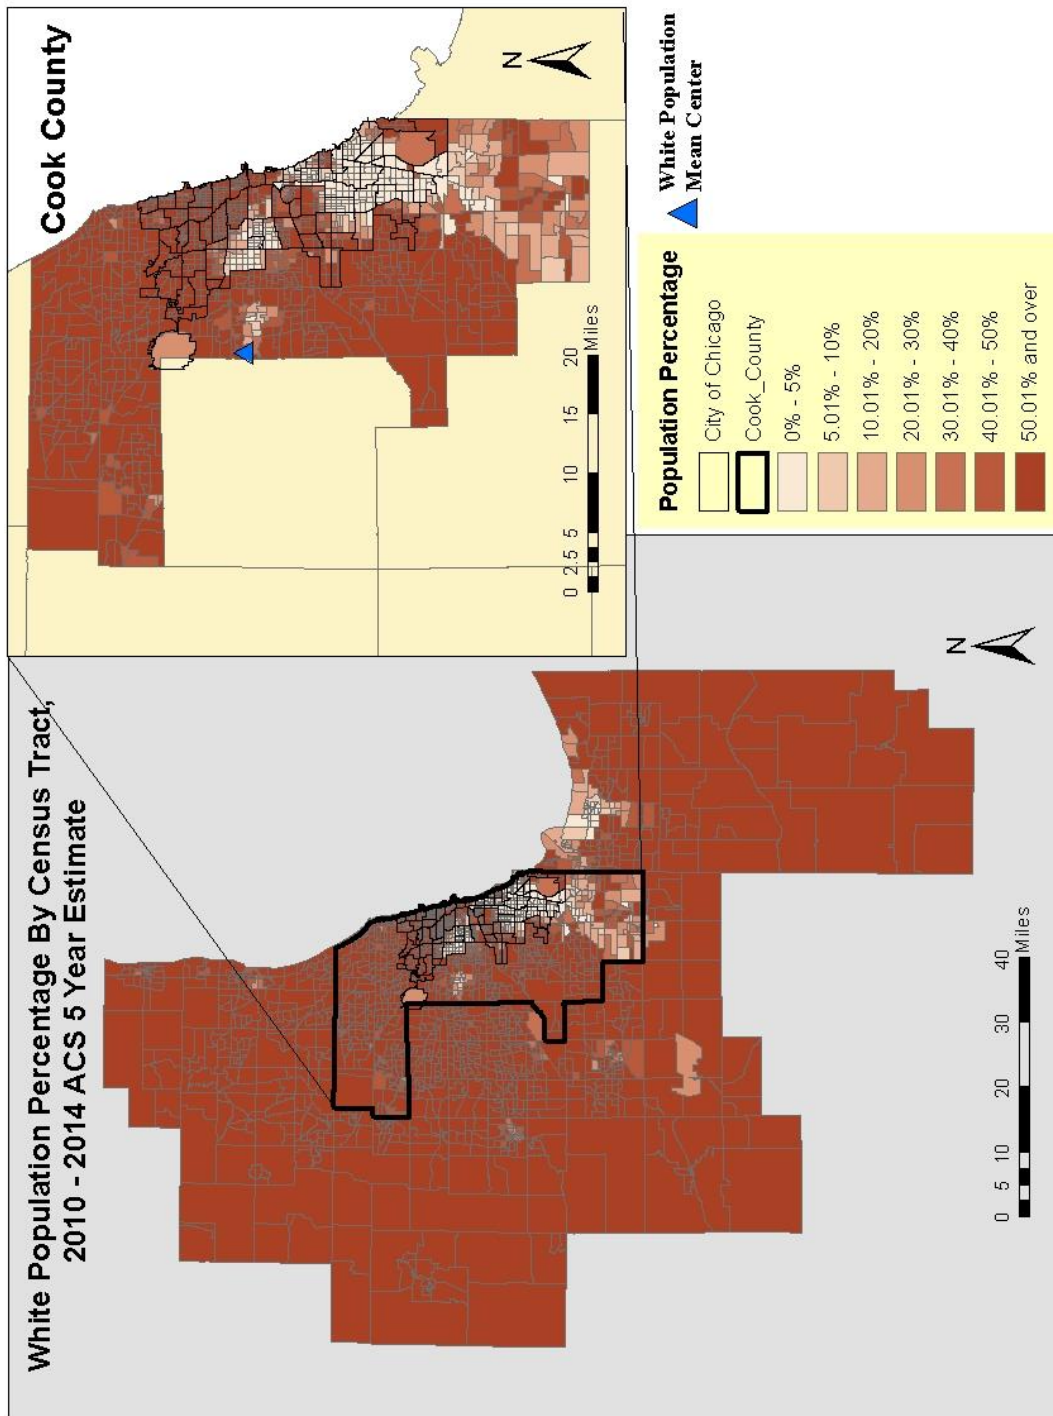 White Population Percentage By Census Tract,
2010 - 2014 ACS 5 Year Estimate
Cook County
N
0 2.5 5 10 15 20
Miles
N
0 5 10 20 30 40
Miles
Population Percentage
City of Chicago
Cook_County
0% - 5%
5.01% - 10%
10.01% - 20%
20.01% - 30%
30.01% - 40%
40.01% - 50%
50.01% and over
White Population
Mean Center